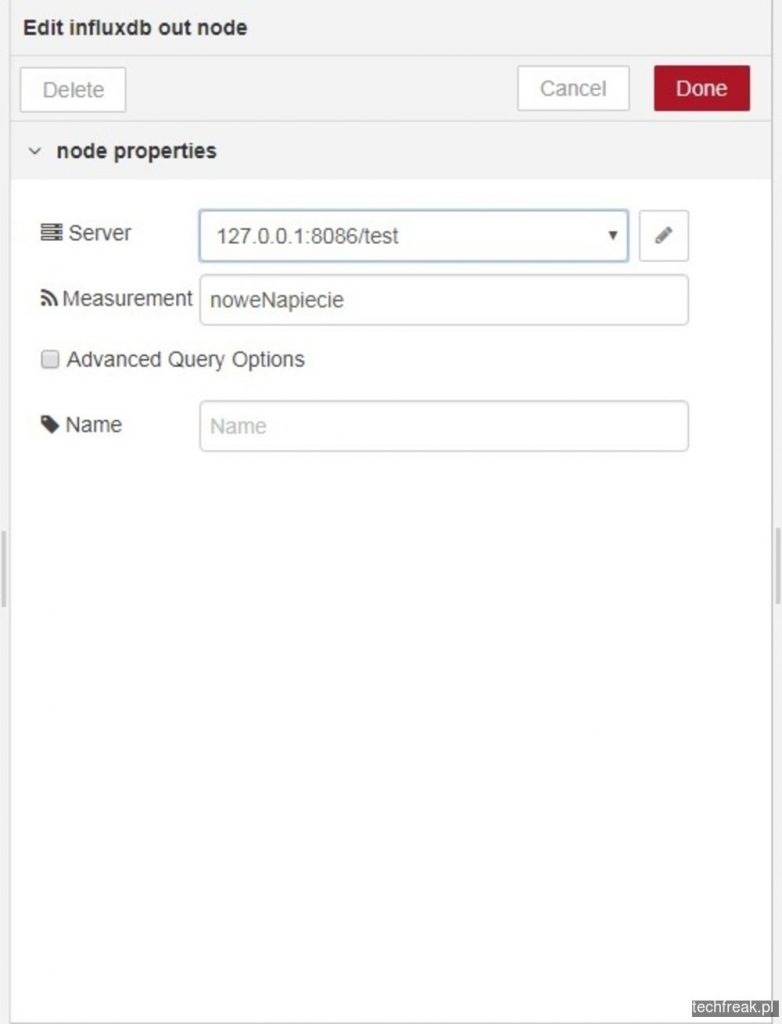 Edit influxdb out node
Delete
Cancel
Done
node properties
Server
127.0.0.1:8086/test
Measurement
noweNapiecie
Advanced Query Options
Name
Name
techfreak.pl